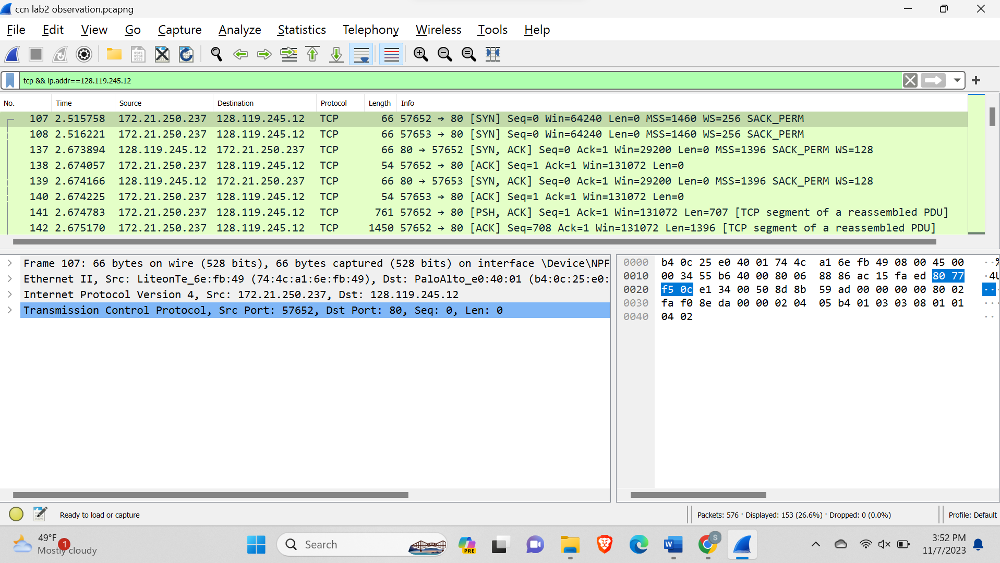 ccn lab2 observation.pcapng
File Edit View Go Capture Analyze Statistics Telephony Wireless Tools Help
tcp && ip.addr==128.119.245.12
No. Time Source Destination Protocol Length Info
107 2.515758 172.21.250.237 128.119.245.12 TCP 66 57652 → 80 [SYN] Seq=0 Win=64240 Len=0 MSS=1460 WS=256 SACK_PERM
108 2.516221 172.21.250.237 128.119.245.12 TCP 66 57653 → 80 [SYN] Seq=0 Win=64240 Len=0 MSS=1460 WS=256 SACK_PERM
137 2.673894 128.119.245.12 172.21.250.237 TCP 66 80 → 57652 [SYN, ACK] Seq=0 Ack=1 Win=29200 Len=0 MSS=1396 SACK_PERM WS=128
138 2.674057 172.21.250.237 128.119.245.12 TCP 54 57652 → 80 [ACK] Seq=1 Ack=1 Win=131072 Len=0
139 2.674166 128.119.245.12 172.21.250.237 TCP 66 80 → 57653 [SYN, ACK] Seq=0 Ack=1 Win=29200 Len=0 MSS=1396 SACK_PERM WS=128
140 2.674225 172.21.250.237 128.119.245.12 TCP 54 57653 → 80 [ACK] Seq=1 Ack=1 Win=131072 Len=0
141 2.674783 172.21.250.237 128.119.245.12 TCP 761 57652 → 80 [PSH, ACK] Seq=1 Ack=1 Win=131072 Len=707 [TCP segment of a reassembled PDU]
142 2.675170 172.21.250.237 128.119.245.12 TCP 1450 57652 → 80 [ACK] Seq=708 Ack=1 Win=131072 Len=1396 [TCP segment of a reassembled PDU]
Frame 107: 66 bytes on wire (528 bits), 66 bytes captured (528 bits) on interface \Device\NPF
Ethernet II, Src: LiteonTe_6e:fb:49 (74:4c:a1:6e:fb:49), Dst: PaloAlto_e0:40:01 (b4:0c:25:e0:
Internet Protocol Version 4, Src: 172.21.250.237, Dst: 128.119.245.12
Transmission Control Protocol, Src Port: 57652, Dst Port: 80, Seq: 0, Len: 0
0000 b4 0c 25 e0 40 01 74 4c a1 6e fb 49 08 00 45 00 ··%
0010 00 34 55 b6 40 00 80 06 88 86 ac 15 fa ed 80 77 ·4U
0020 f5 0c e1 34 00 50 8d 8b 59 ad 00 00 00 00 80 02 ··
0030 fa f0 8e da 00 00 02 04 05 b4 01 03 03 08 01 01 ···
0040 04 02 ··
Ready to load or capture
Packets: 576 · Displayed: 153 (26.6%) · Dropped: 0 (0.0%)
Profile: Default
49°F
1
Mostly cloudy
Search
PRE
W
S
3:52 PM
11/7/2023